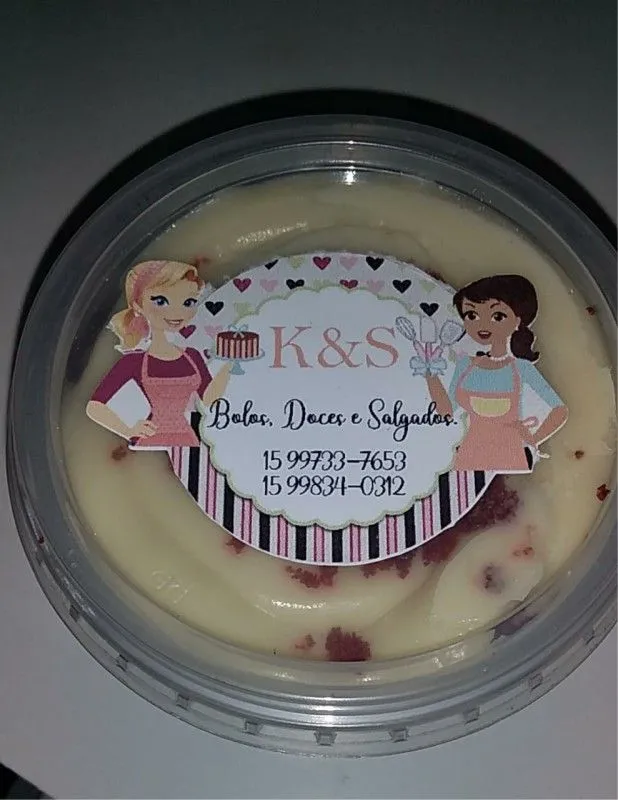 K&S
Bolos, Doces e Salgados.
15 99733-7653
15 99834-0312